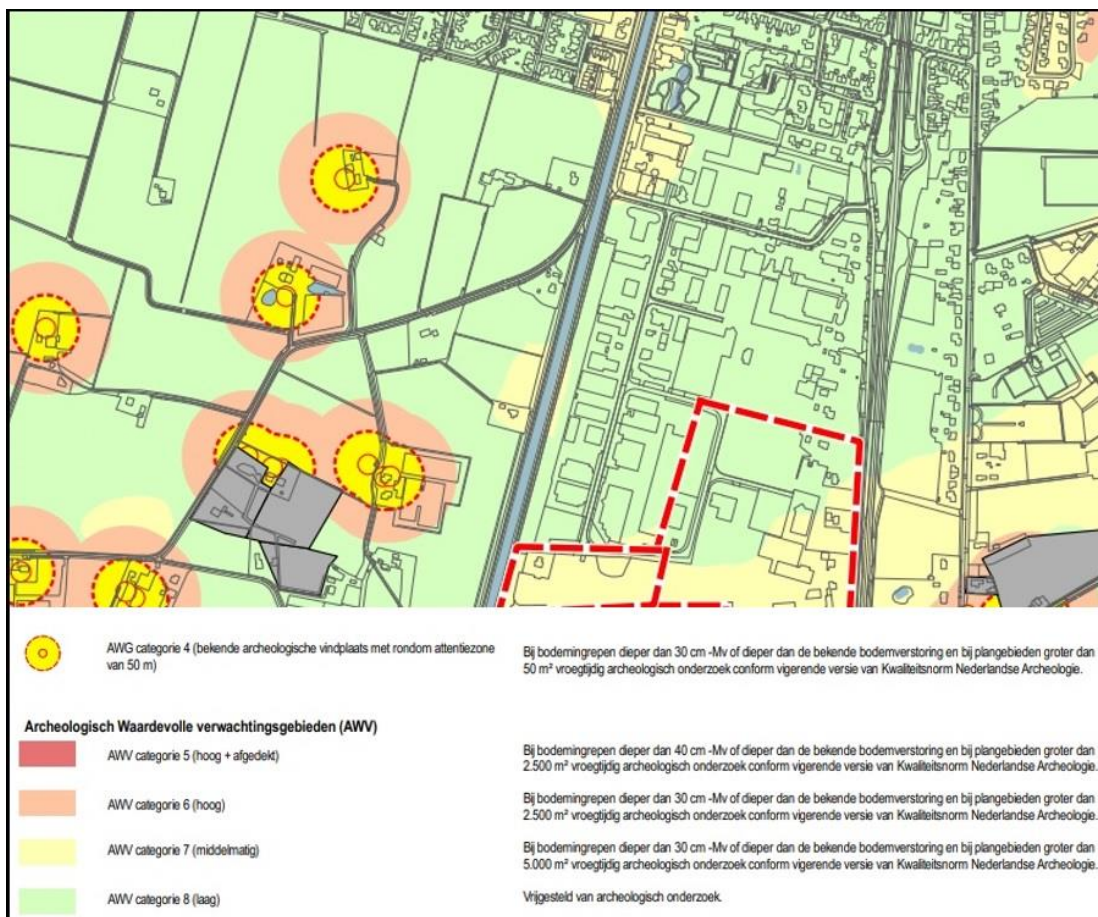 AWG categorie 4 (bekende archeologische vindplaats met rondom attentiezone
van 50 m)
Bij bodemingrepen dieper dan 30 cm -Mv of dieper dan de bekende bodemverstoring en bij plangebieden groter dan
50 m² vroegtijdig archeologisch onderzoek conform vigerende versie van Kwaliteitsnorm Nederlandse Archeologie.
Archeologisch Waardevolle verwachtingsgebieden (AWV)
AWV categorie 5 (hoog + afgedekt)
Bij bodemingrepen dieper dan 40 cm -Mv of dieper dan de bekende bodemverstoring en bij plangebieden groter dan
2.500 m² vroegtijdig archeologisch onderzoek conform vigerende versie van Kwaliteitsnorm Nederlandse Archeologie.
AWV categorie 6 (hoog)
Bij bodemingrepen dieper dan 30 cm -Mv of dieper dan de bekende bodemverstoring en bij plangebieden groter dan
2.500 m² vroegtijdig archeologisch onderzoek conform vigerende versie van Kwaliteitsnorm Nederlandse Archeologie.
AWV categorie 7 (middelmatig)
Bij bodemingrepen dieper dan 30 cm -Mv of dieper dan de bekende bodemverstoring en bij plangebieden groter dan
5.000 m² vroegtijdig archeologisch onderzoek conform vigerende versie van Kwaliteitsnorm Nederlandse Archeologie.
AWV categorie 8 (laag)
Vrijgesteld van archeologisch onderzoek.